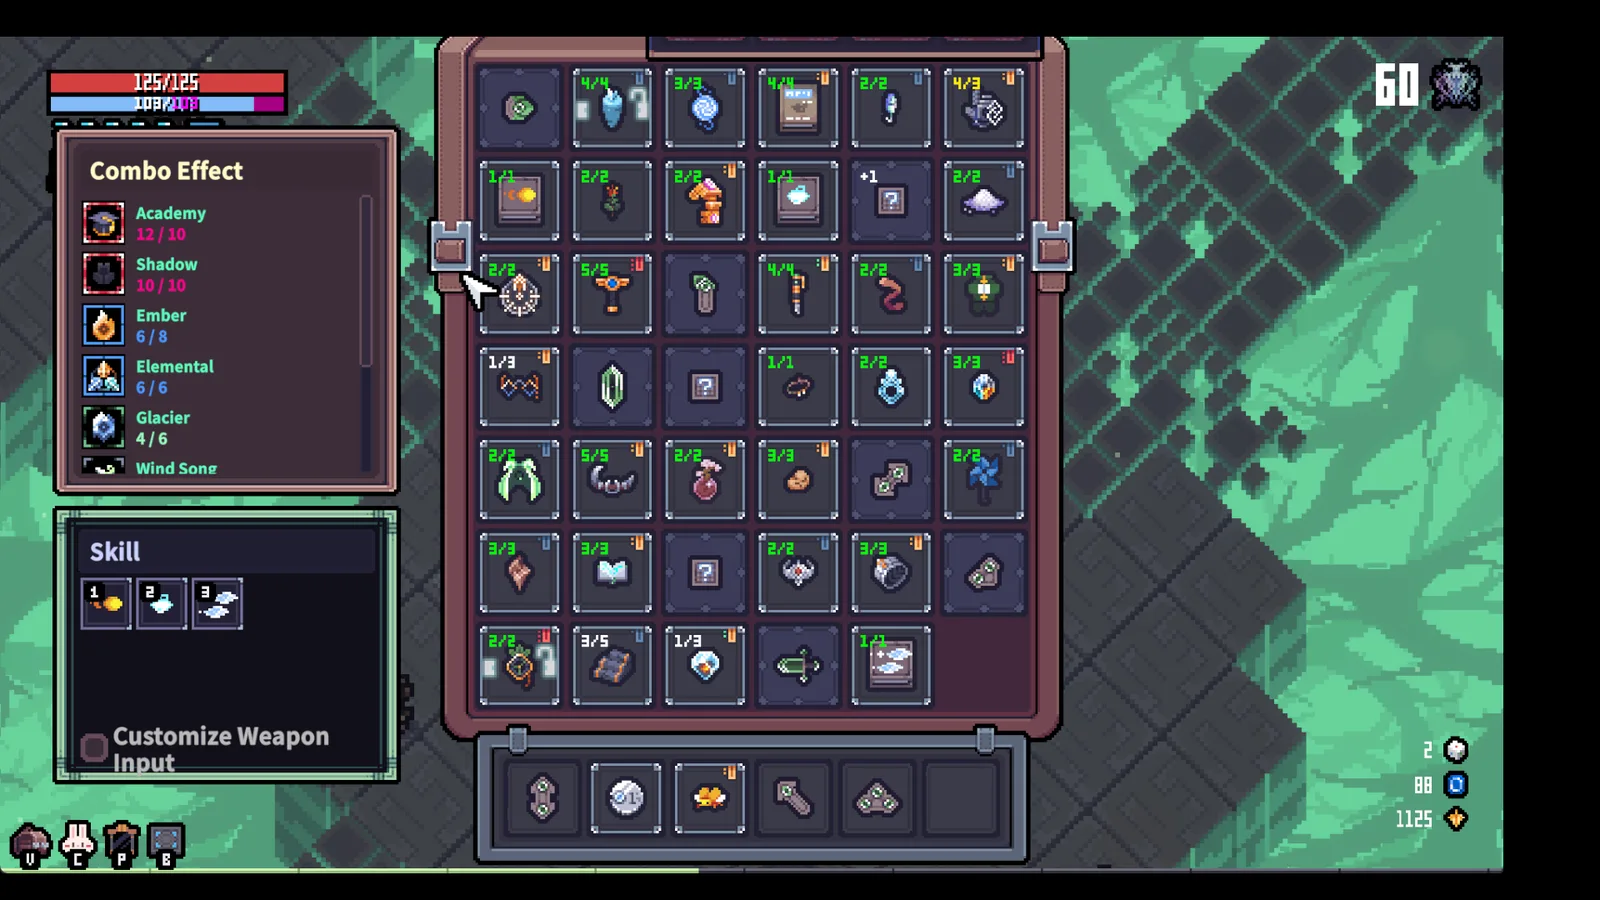 125/125
60
Combo Effect
Academy
12 / 10
Shadow
10 / 10
Ember
6 / 8
Elemental
6 / 6
Glacier
4 / 6
Wind Song
Skill
1
2
3
Customize Weapon
Input
V
C
P
B
4/4
3/3
4/4
2/2
4/3
1/1
2/2
2/2
1/1
+1
?
2/2
2/2
5/5
4/4
2/2
3/3
1/3
?
1/1
2/2
3/3
2/2
5/5
2/2
3/3
2/2
3/3
3/3
?
2/2
3/3
2/2
3/5
1/3
1/1
2
88
1125